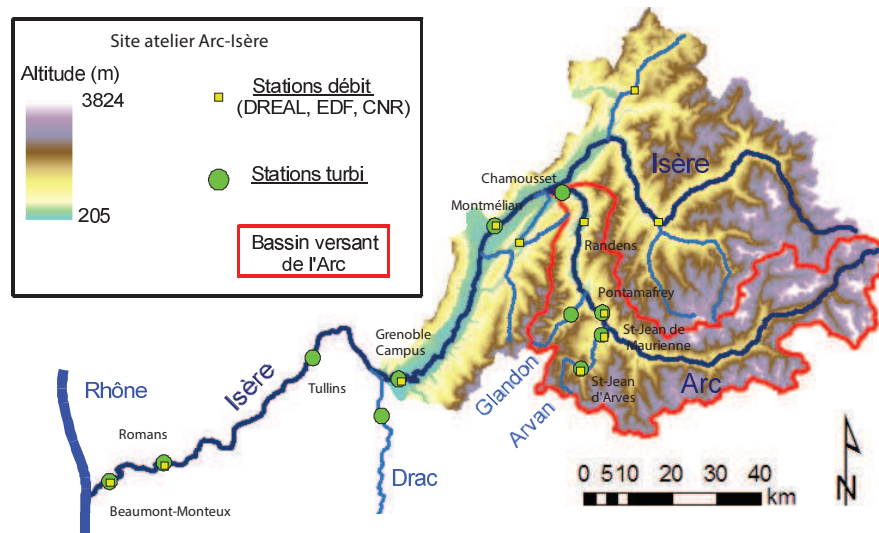 Site atelier Arc-Isère
Altitude (m)
3824
205
Stations débit
(DREAL, EDF, CNR)
Stations turbi
Bassin versant
de l'Arc
Chamousset
Isère
Montmélian
Randens
Pontamafrey
St-Jean de
Maurienne
Grenoble
Campus
Arc
St-Jean
d'Arves
Glandon
Arvan
Rhône
Isère
Tullins
Romans
Drac
Beaumont-Monteux
0 5 10 20 30 40
km
N